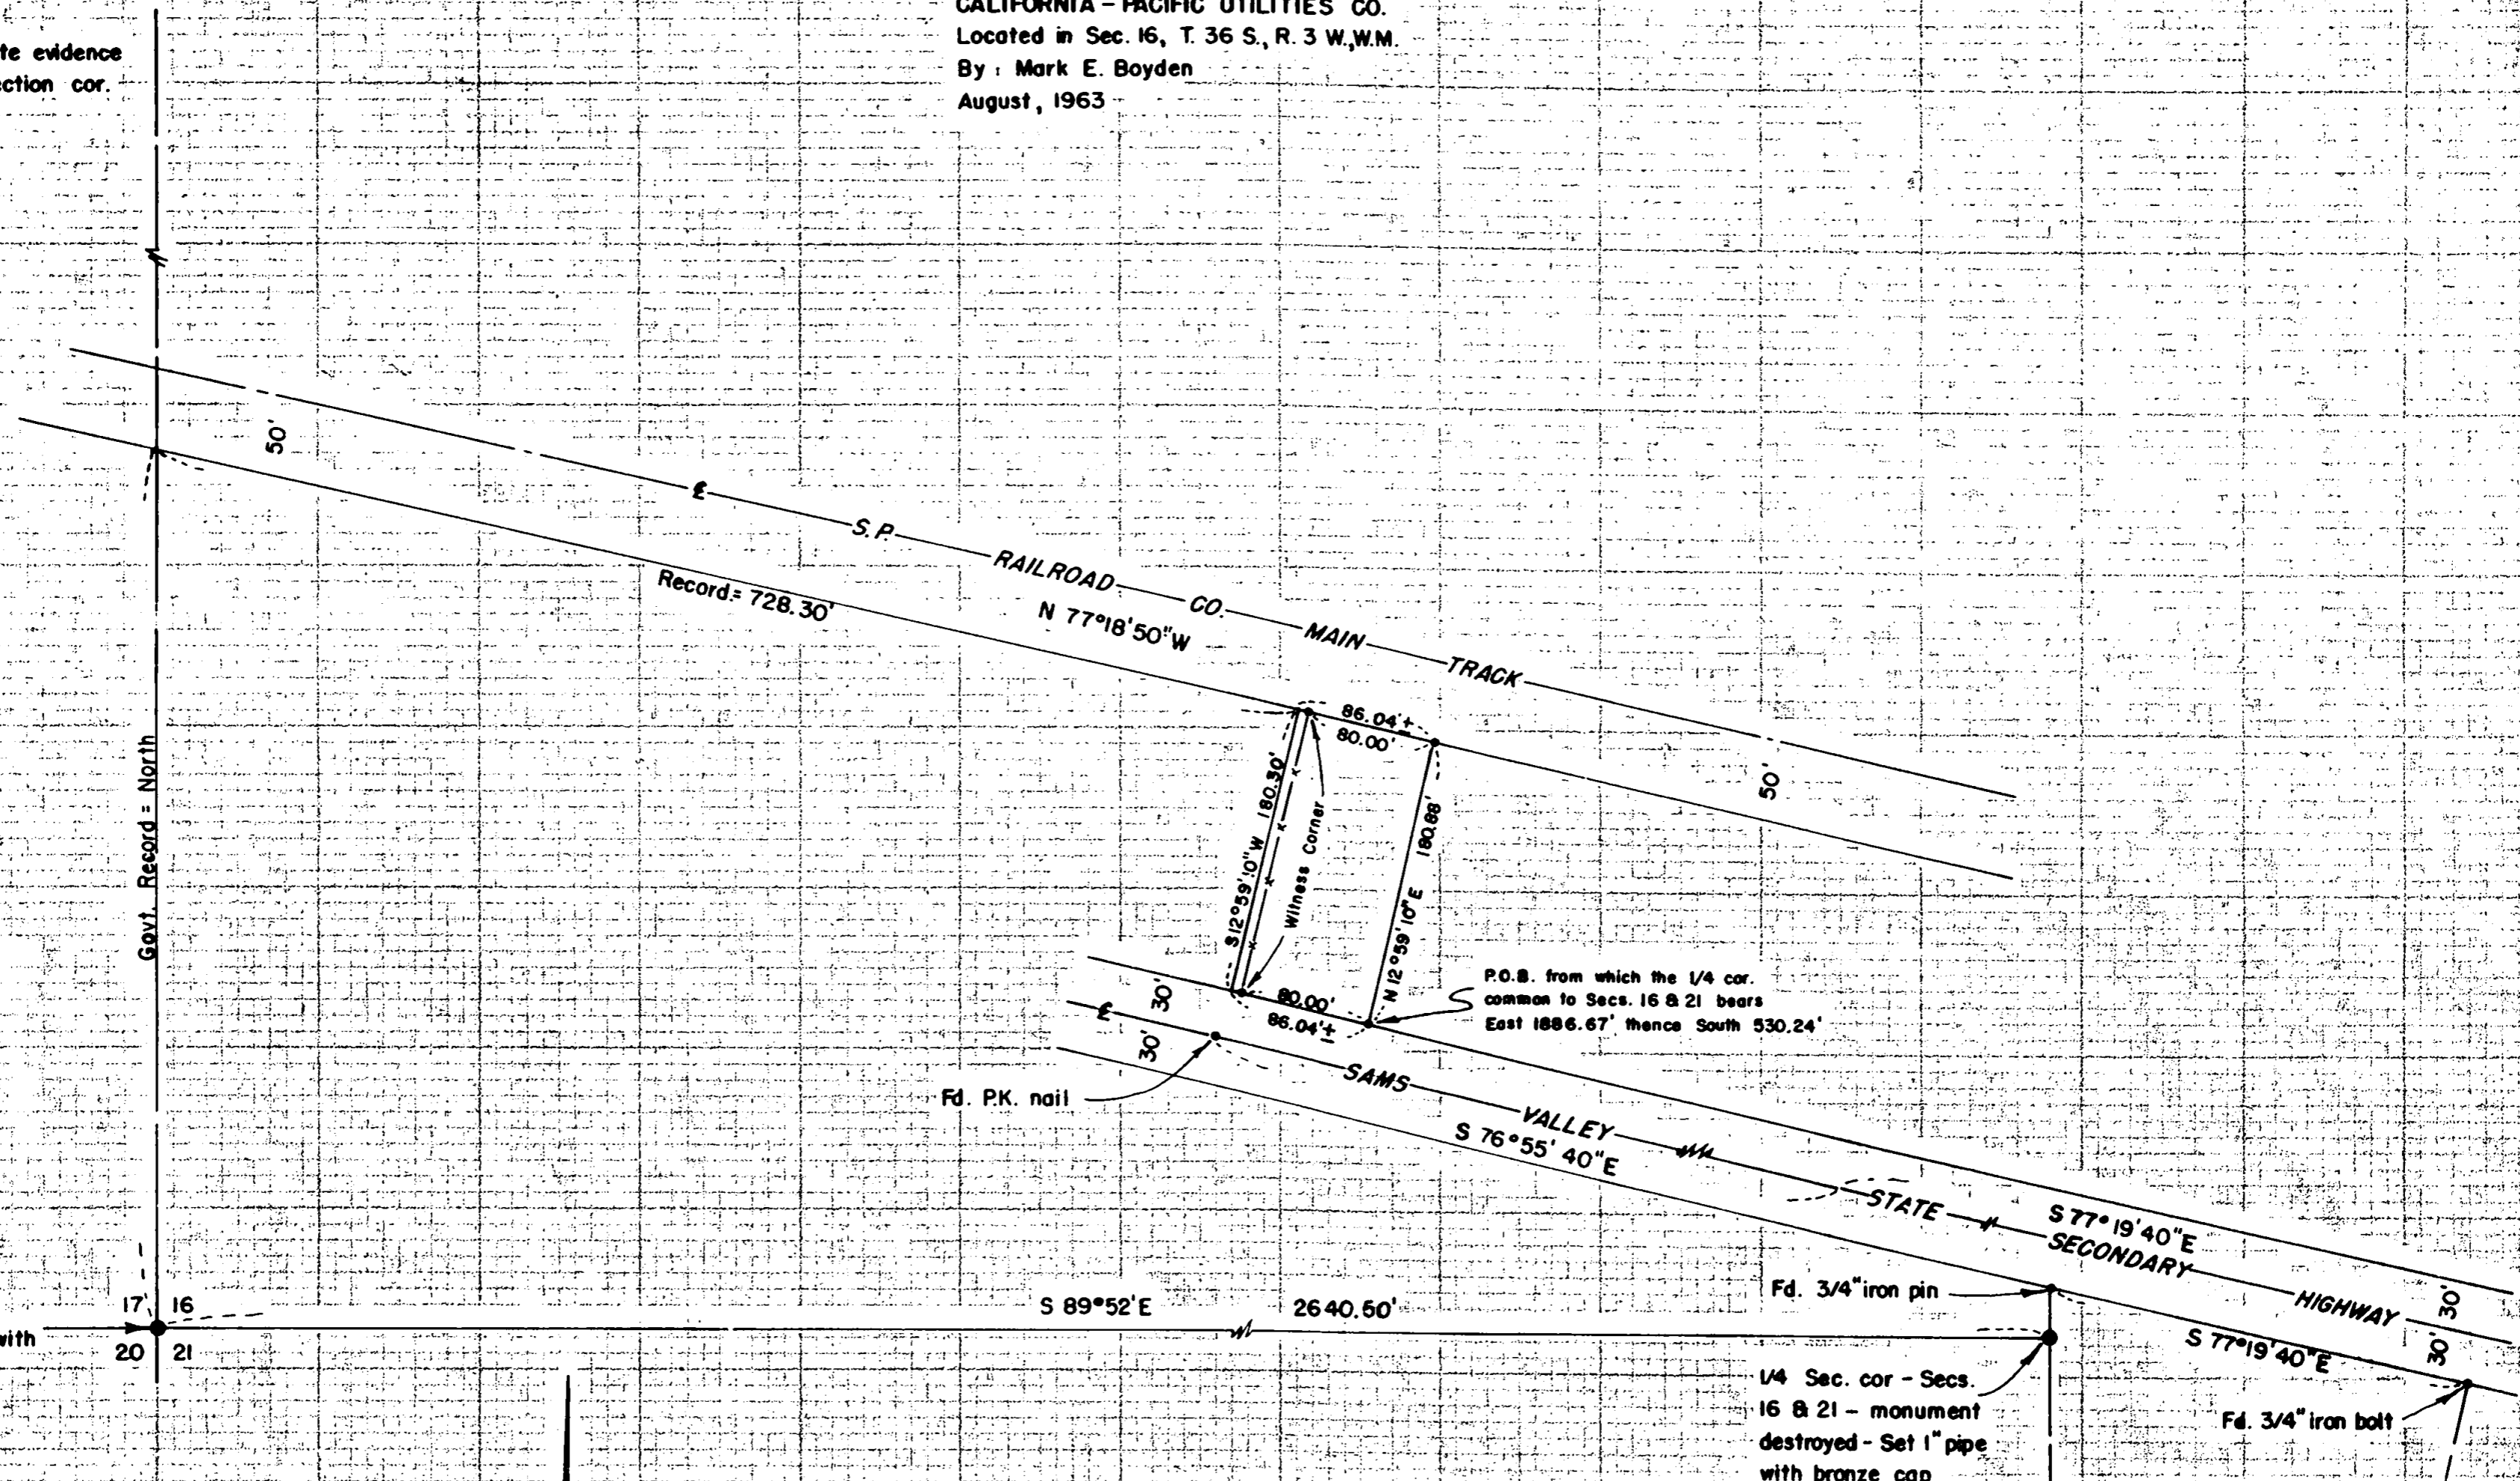 CALIFORNIA - PACIFIC UTILITIES CO.
Located in Sec. 16, T. 36 S., R. 3 W., W.M.
By : Mark E. Boyden
August, 1963
te evidence
ction cor.
50'
℄
S. P. RAILROAD CO. MAIN TRACK
Record = 728.30'
N 77°18'50"W
86.04'±
80.00'
50'
Govt. Record = North
S12°59'10"W 180.30'
Witness Corner
N 12°59'10"E 180.88'
P.O.B. from which the 1/4 cor.
common to Secs. 16 & 21 bears
East 1886.67' thence South 530.24'
30'
80.00'
86.04'±
℄
30'
Fd. P.K. nail
SAMS VALLEY STATE SECONDARY HIGHWAY
S 76°55'40"E
S 77°19'40"E
17 16
20 21
with
S 89°52'E 2640.50'
Fd. 3/4" iron pin
30'
30'
S 77°19'40"E
1/4 Sec. cor - Secs.
16 & 21 - monument
destroyed - Set 1" pipe
with bronze cap
Fd. 3/4" iron bolt